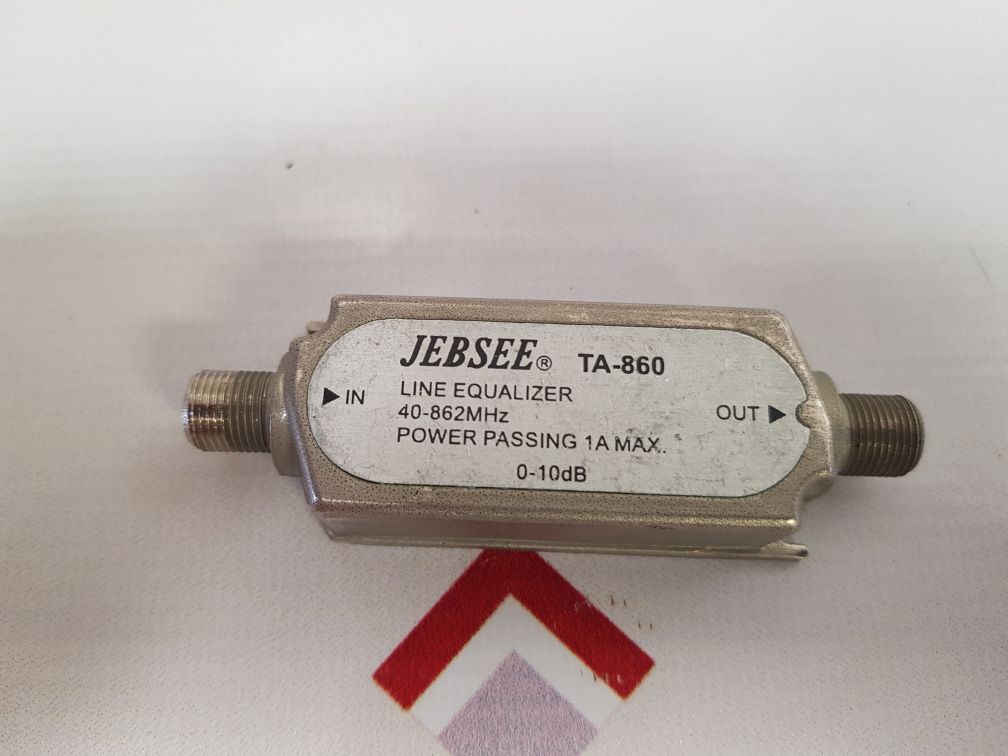 JEBSEE® TA-860
▶ IN
LINE EQUALIZER
40-862MHz
OUT ▶
POWER PASSING 1A MAX.
0-10dB